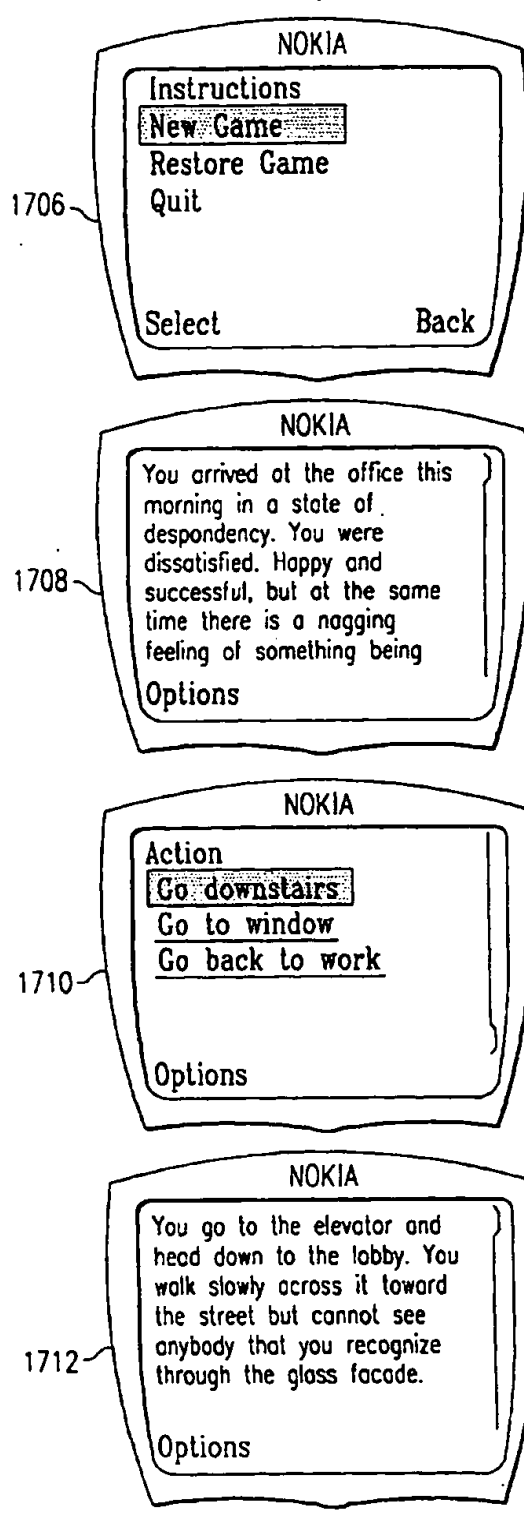 NOKIA
Instructions
New Game
Restore Game
1706
Quit
Select Back
NOKIA
You arrived at the office this
morning in a state of
despondency. You were
dissatisfied. Happy and
1708
successful, but at the same
time there is a nagging
feeling of something being
Options
NOKIA
Action
Go downstairs
Go to window
Go back to work
1710
Options
NOKIA
You go to the elevator and
head down to the lobby. You
walk slowly across it toward
the street but cannot see
anybody that you recognize
1712
through the glass facade.
Options